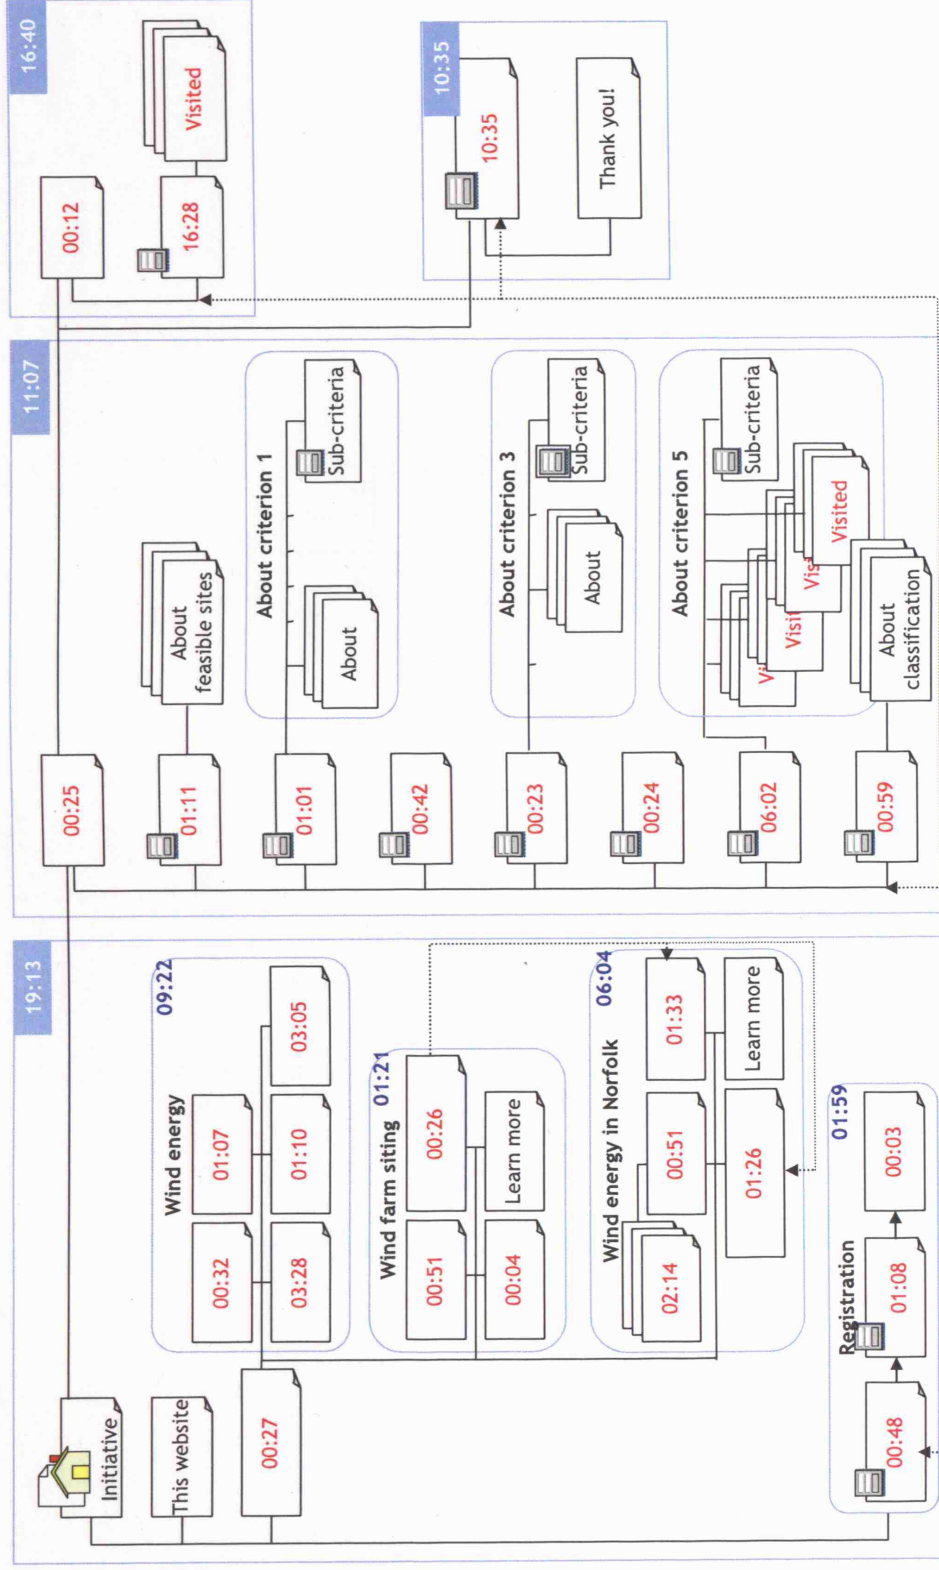 19:13
Initiative
This website
00:27
Wind energy
09:22
00:32
01:07
03:28
01:10
03:05
Wind farm siting
01:21
00:51
00:26
00:04
Learn more
Wind energy in Norfolk
06:04
02:14
00:51
01:33
01:26
Learn more
Registration
01:59
00:48
01:08
00:03
11:07
00:25
01:11
About
feasible sites
01:01
About criterion 1
About
Sub-criteria
00:42
00:23
About criterion 3
About
Sub-criteria
00:24
06:02
About criterion 5
Vi
Visi
Vis
Visited
Sub-criteria
00:59
About
classification
16:40
00:12
16:28
Visited
10:35
10:35
Thank you!